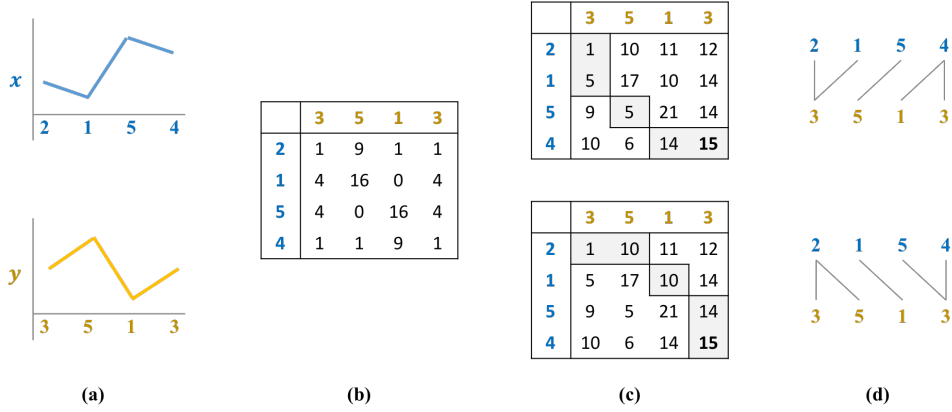 x
2 1 5 4
y
3 5 1 3
(a)
3 5 1 3
2 1 9 1 1
1 4 16 0 4
5 4 0 16 4
4 1 1 9 1
(b)
3 5 1 3
2 1 10 11 12
1 5 17 10 14
5 9 5 21 14
4 10 6 14 15
3 5 1 3
2 1 10 11 12
1 5 17 10 14
5 9 5 21 14
4 10 6 14 15
(c)
2 1 5 4
3 5 1 3
2 1 5 4
3 5 1 3
(d)